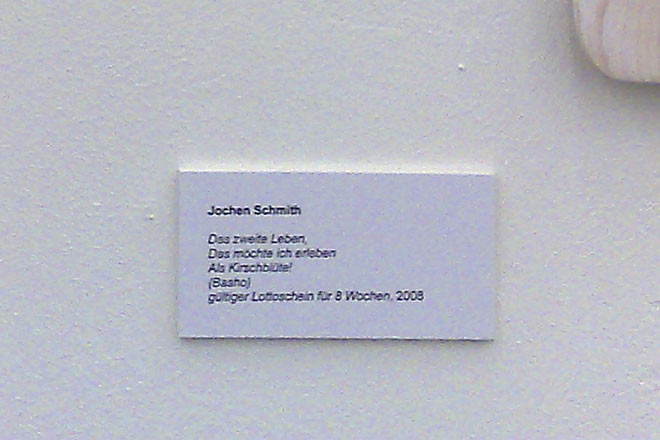 Jochen Schmith
Das zweite Leben,
Das möchte ich erleben
Als Kirschblüte!
(Basho)
gültiger Lottoschein für 8 Wochen, 2008